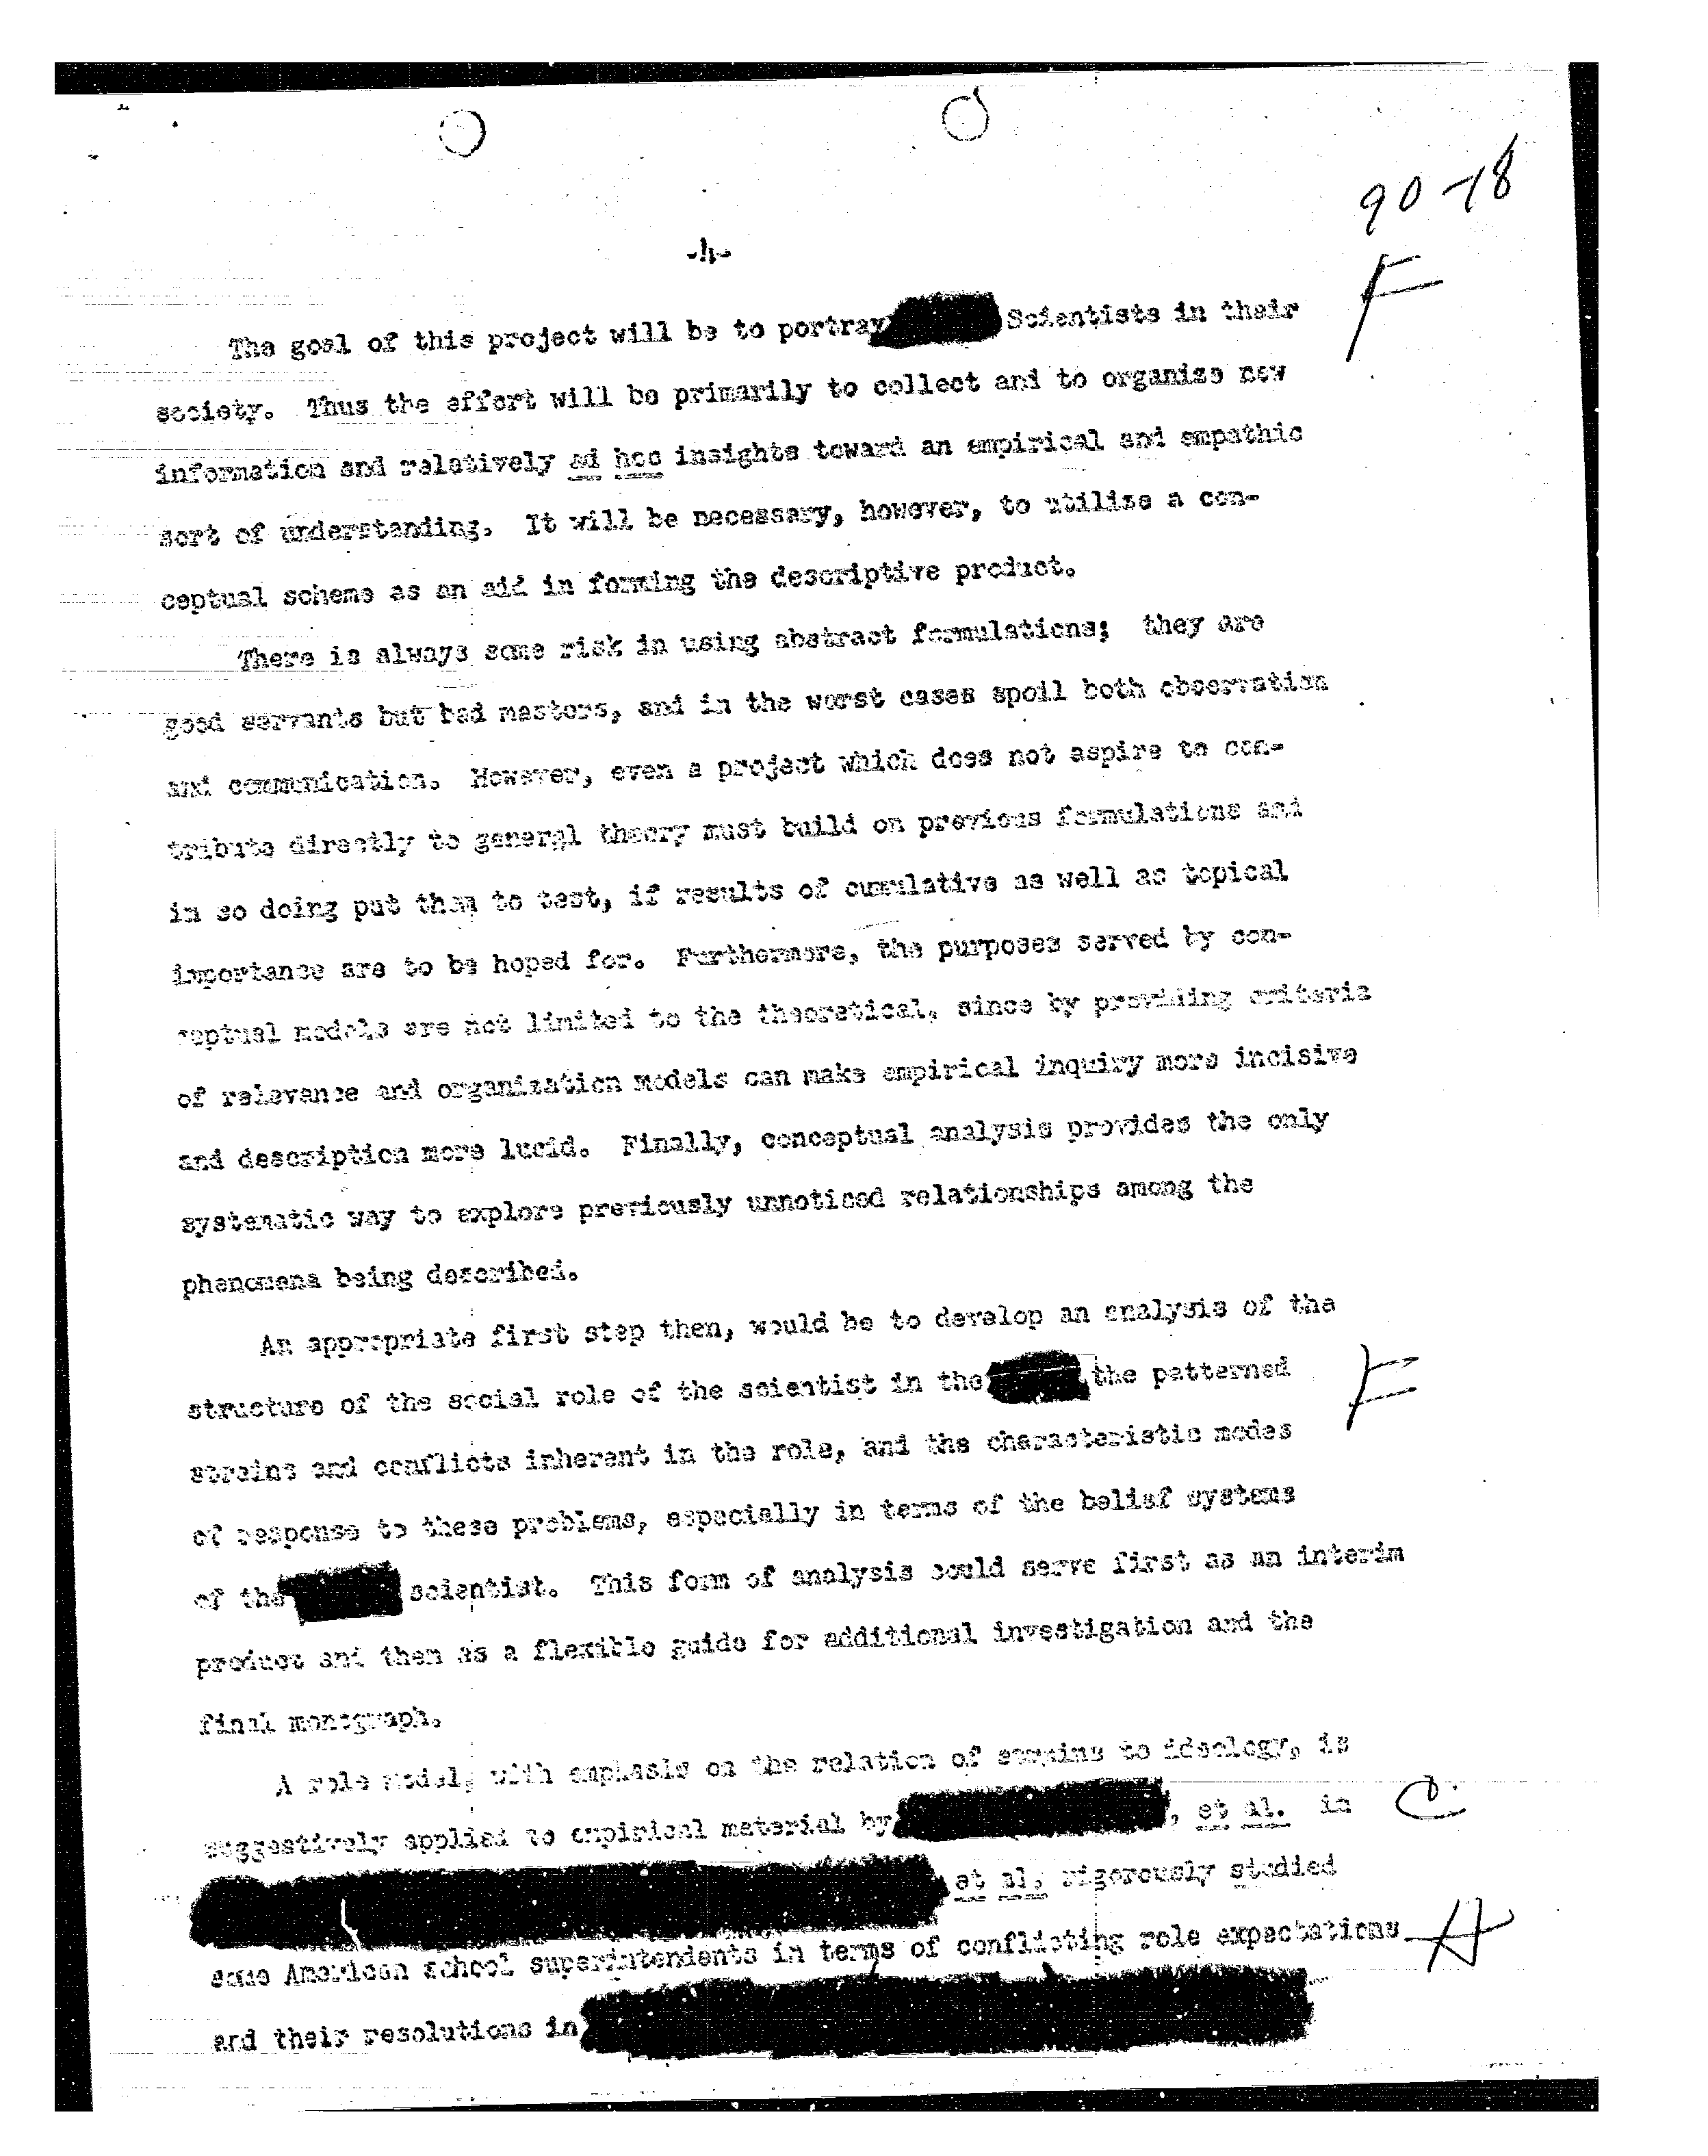 90-18
-4-
F
The goal of this project will be to portray Scientists in their
society. Thus the effort will be primarily to collect and to organize new
information and relatively ad hoc insights toward an empirical and empathic
sort of understanding. It will be necessary, however, to utilize a con-
ceptual scheme as an aid in forming the descriptive product.
There is always some risk in using abstract formulations; they are
good servants but bad masters, and in the worst cases spoil both observation
and communication. However, even a project which does not aspire to con-
tribute directly to general theory must build on previous formulations and
in so doing put them to test, if results of cumulative as well as topical
importance are to be hoped for. Furthermore, the purposes served by con-
ceptual models are not limited to the theoretical, since by providing criteria
of relevance and organization models can make empirical inquiry more incisive
and description more lucid. Finally, conceptual analysis provides the only
systematic way to explore previously unnoticed relationships among the
phenomena being described.
An appropriate first step then, would be to develop an analysis of the
structure of the social role of the scientist in the the patterned
F
strains and conflicts inherent in the role, and the characteristic modes
of response to these problems, especially in terms of the belief systems
of the scientist. This form of analysis could serve first as an interim
product and then as a flexible guide for additional investigation and the
final monograph.
A role model, with emphasis on the relation of strains to ideology, is
suggestively applied to empirical material by , et al. in
C
et al, rigorously studied
some American school superintendents in terms of conflicting role expectations
A
and their resolutions in